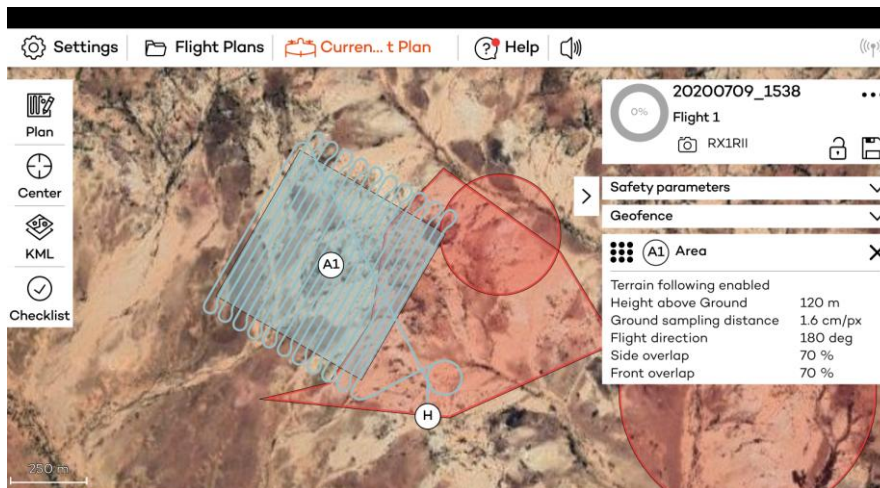 Settings
Flight Plans
Curren... t Plan
? Help
Plan
Center
KML
Checklist
A1
H
250 m
0%
20200709_1538
Flight 1
RX1RII
Safety parameters
Geofence
A1 Area
Terrain following enabled
Height above Ground 120 m
Ground sampling distance 1.6 cm/px
Flight direction 180 deg
Side overlap 70 %
Front overlap 70 %